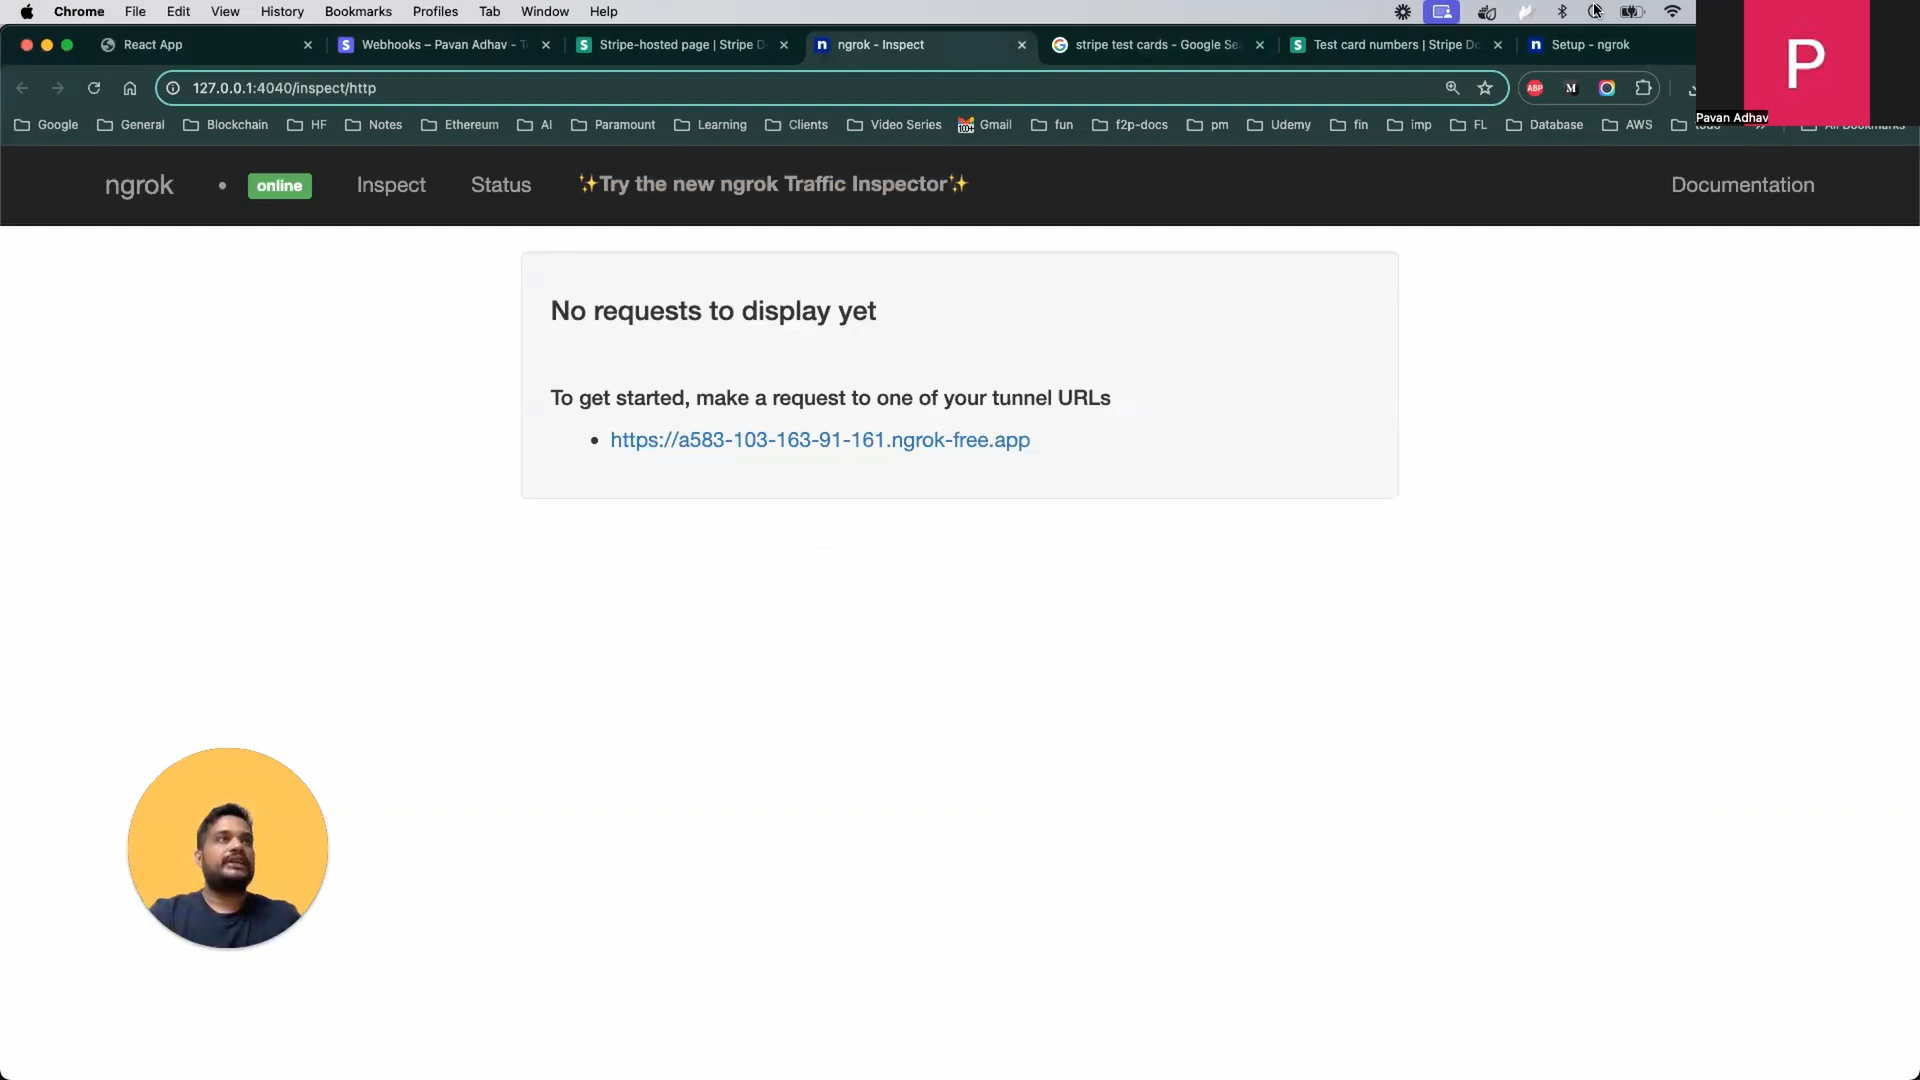 Chrome File Edit View History Bookmarks Profiles Tab Window Help
React App Webhooks – Pavan Adhav - Stripe-hosted page | Stripe D ngrok - Inspect stripe test cards - Google Se Test card numbers | Stripe Do Setup - ngrok
127.0.0.1:4040/inspect/http ABP M
P
Pavan Adhav
Google General Blockchain HF Notes Ethereum AI Paramount Learning Clients Video Series 100+ Gmail fun f2p-docs pm Udemy fin imp FL Database AWS All Bookmarks
ngrok • online Inspect Status ✨Try the new ngrok Traffic Inspector✨ Documentation
No requests to display yet
To get started, make a request to one of your tunnel URLs
• https://a583-103-163-91-161.ngrok-free.app